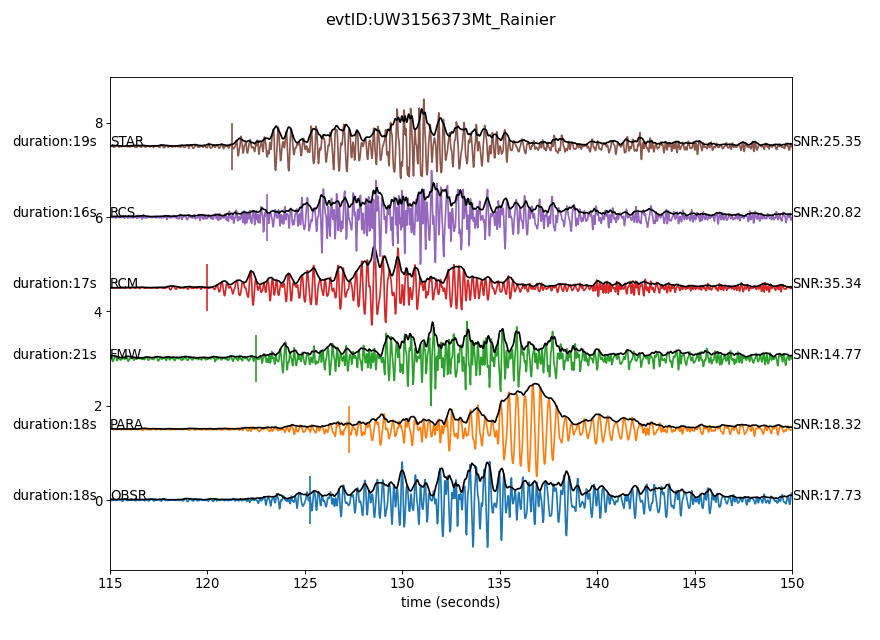 evtID:UW3156373Mt_Rainier
8
duration:19s STAR SNR:25.35
duration:16s RCS SNR:20.82
6
duration:17s RCM SNR:35.34
4
duration:21s FMW SNR:14.77
2
duration:18s PARA SNR:18.32
duration:18s OBSR SNR:17.73
0
115 120 125 130 135 140 145 150
time (seconds)